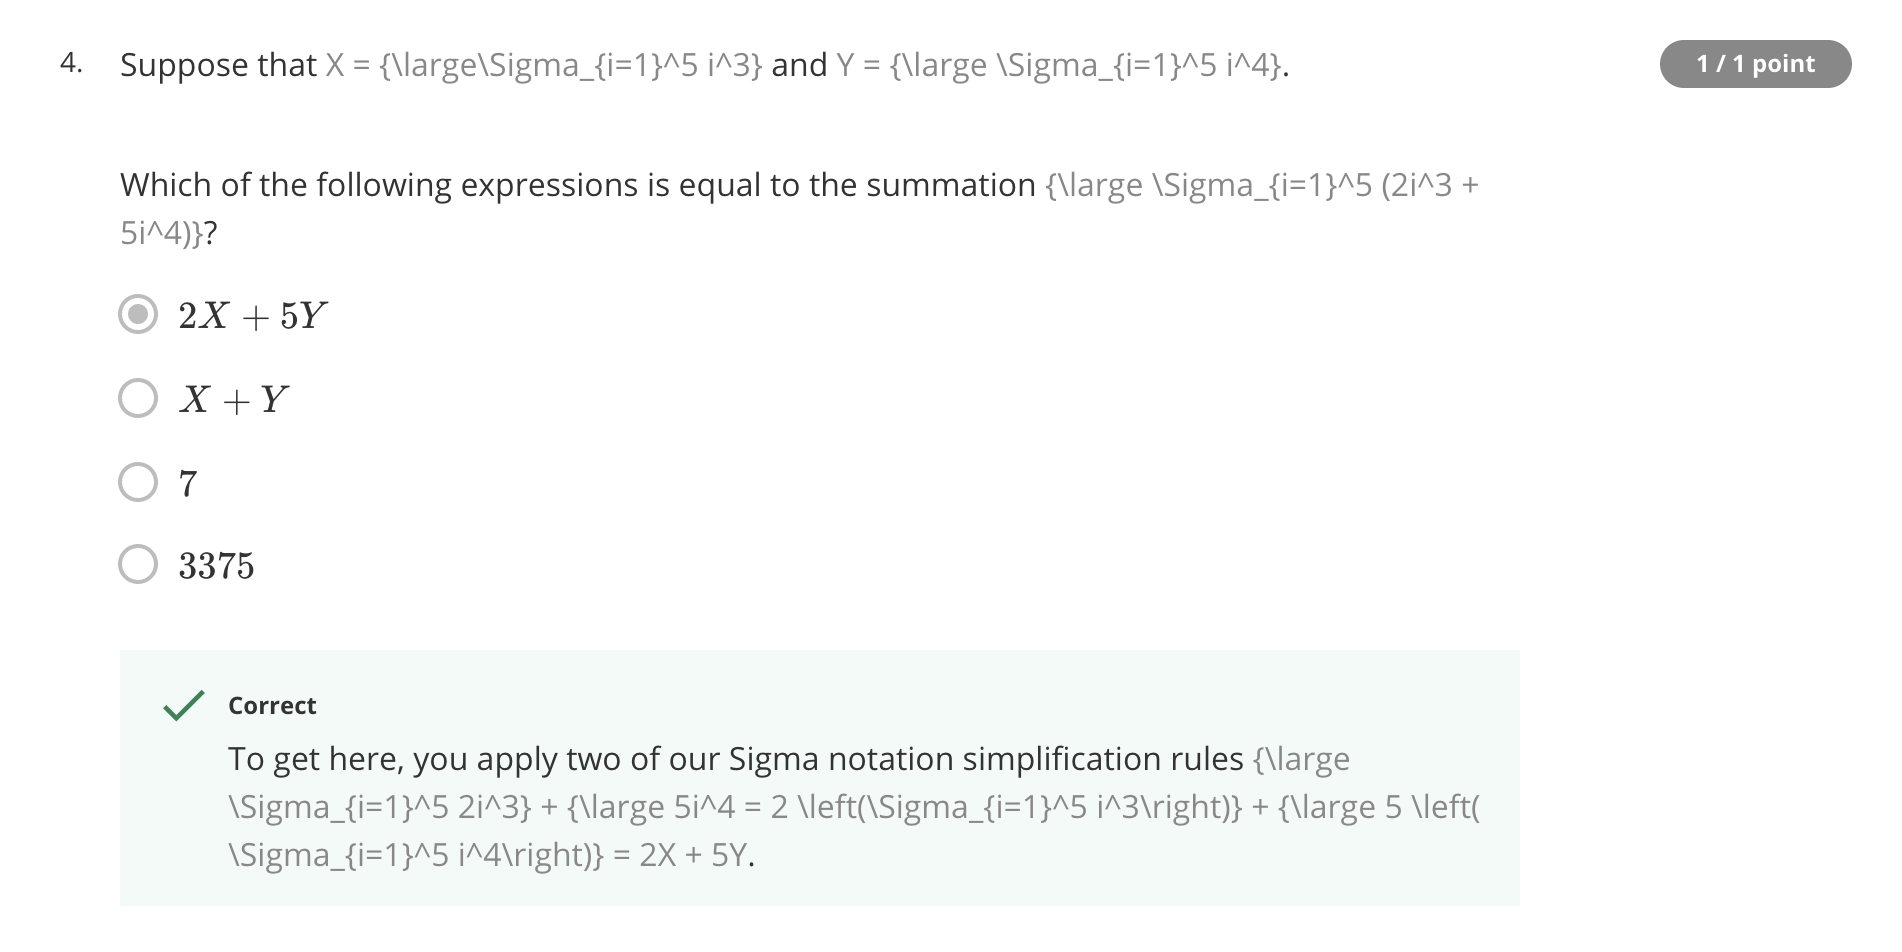 4. Suppose that X = {\large\Sigma_{i=1}^5 i^3} and Y = {\large \Sigma_{i=1}^5 i^4}.
1 / 1 point
Which of the following expressions is equal to the summation {\large \Sigma_{i=1}^5 (2i^3 +
5i^4)}?
2X + 5Y
X + Y
7
3375
Correct
To get here, you apply two of our Sigma notation simplification rules {\large
\Sigma_{i=1}^5 2i^3} + {\large 5i^4 = 2 \left(\Sigma_{i=1}^5 i^3\right)} + {\large 5 \left(
\Sigma_{i=1}^5 i^4\right)} = 2X + 5Y.